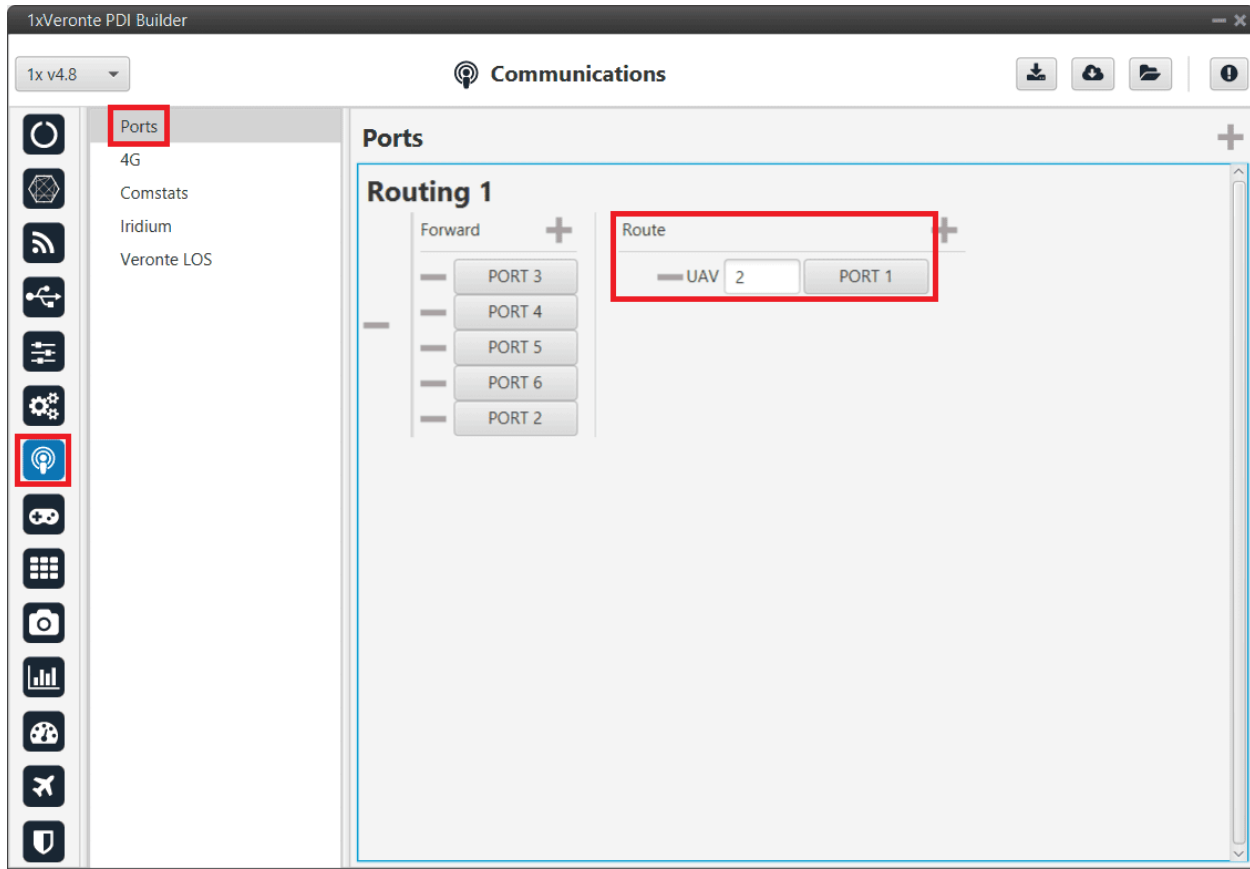 1xVeronte PDI Builder
1x v4.8
Communications
Ports
4G
Comstats
Iridium
Veronte LOS
Ports
Routing 1
Forward
PORT 3
PORT 4
PORT 5
PORT 6
PORT 2
Route
UAV 2 PORT 1